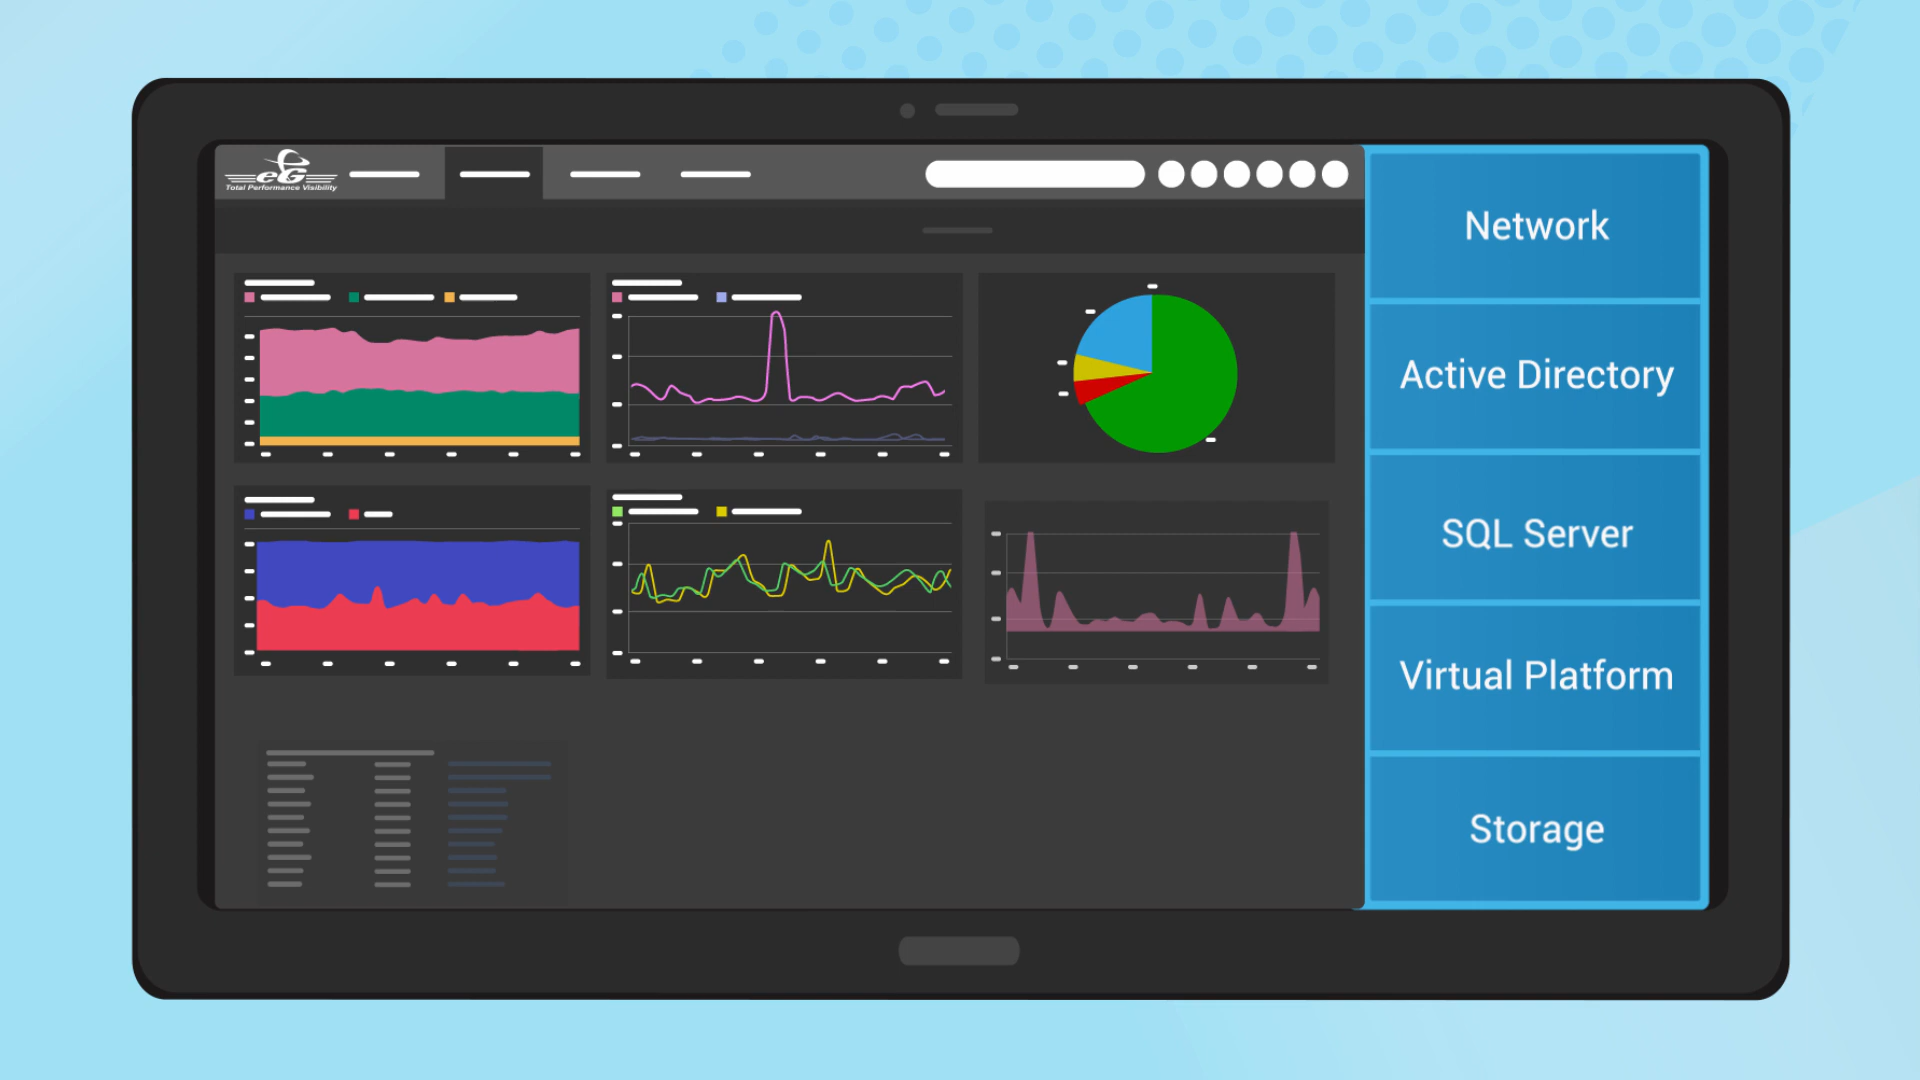 eG
Total Performance Visibility
Network
Active Directory
SQL Server
Virtual Platform
Storage